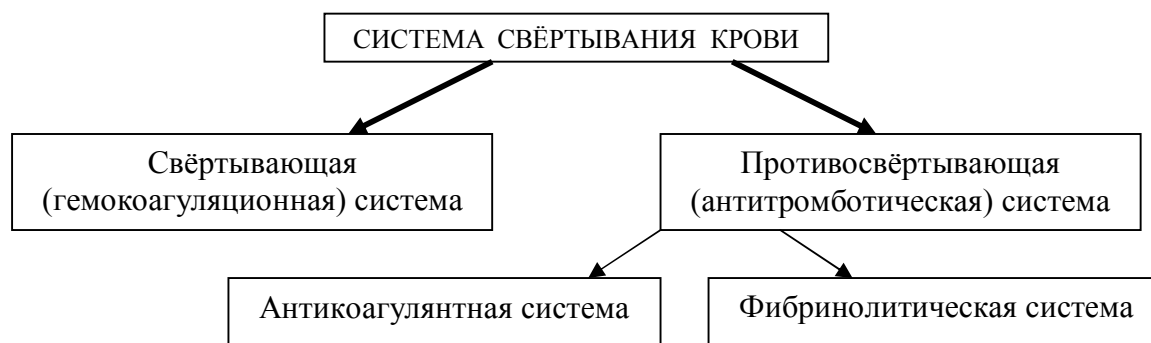 СИСТЕМА СВЁРТЫВАНИЯ КРОВИ
Свёртывающая
(гемокоагуляционная) система
Противосвёртывающая
(антитромботическая) система
Антикоагулянтная система
Фибринолитическая система